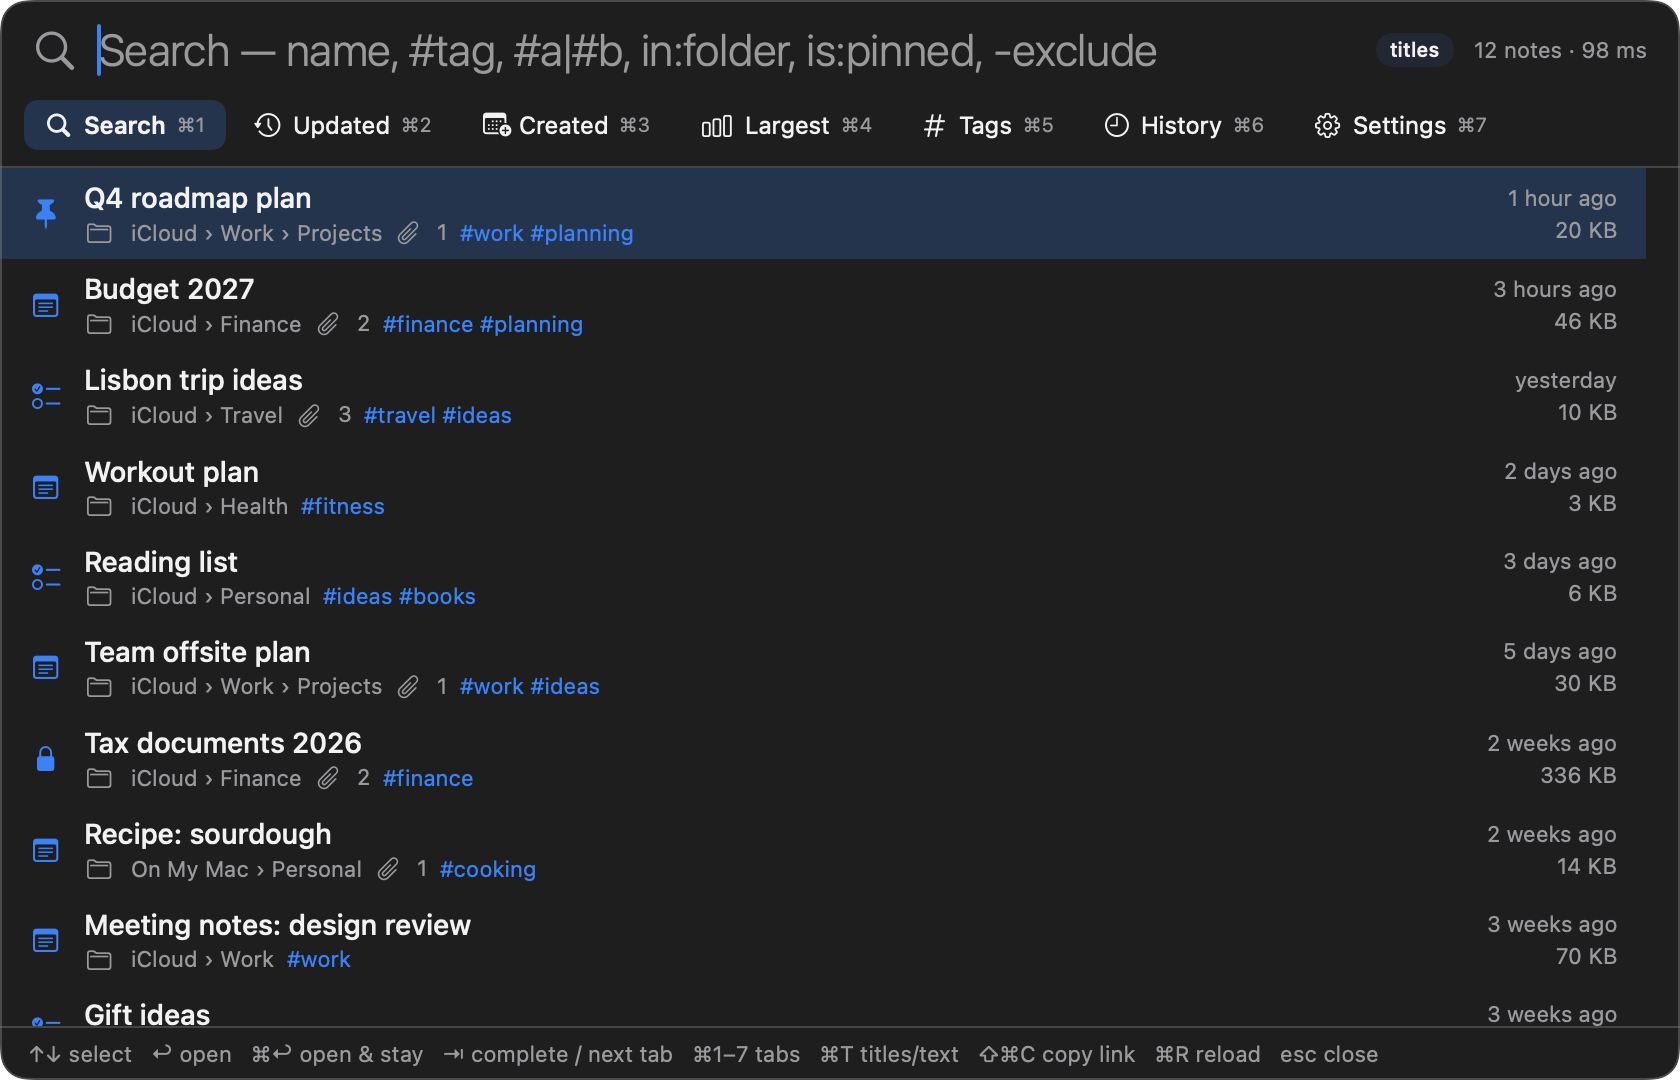 Search — name, #tag, #a|#b, in:folder, is:pinned, -exclude titles 12 notes · 98 ms
Search ⌘1 Updated ⌘2 Created ⌘3 Largest ⌘4 # Tags ⌘5 History ⌘6 Settings ⌘7
Q4 roadmap plan 1 hour ago
iCloud › Work › Projects 1 #work #planning 20 KB
Budget 2027 3 hours ago
iCloud › Finance 2 #finance #planning 46 KB
Lisbon trip ideas yesterday
iCloud › Travel 3 #travel #ideas 10 KB
Workout plan 2 days ago
iCloud › Health #fitness 3 KB
Reading list 3 days ago
iCloud › Personal #ideas #books 6 KB
Team offsite plan 5 days ago
iCloud › Work › Projects 1 #work #ideas 30 KB
Tax documents 2026 2 weeks ago
iCloud › Finance 2 #finance 336 KB
Recipe: sourdough 2 weeks ago
On My Mac › Personal 1 #cooking 14 KB
Meeting notes: design review 3 weeks ago
iCloud › Work #work 70 KB
Gift ideas 3 weeks ago
↑↓ select ↩ open ⌘↩ open & stay ⇥ complete / next tab ⌘1–7 tabs ⌘T titles/text ⇧⌘C copy link ⌘R reload esc close